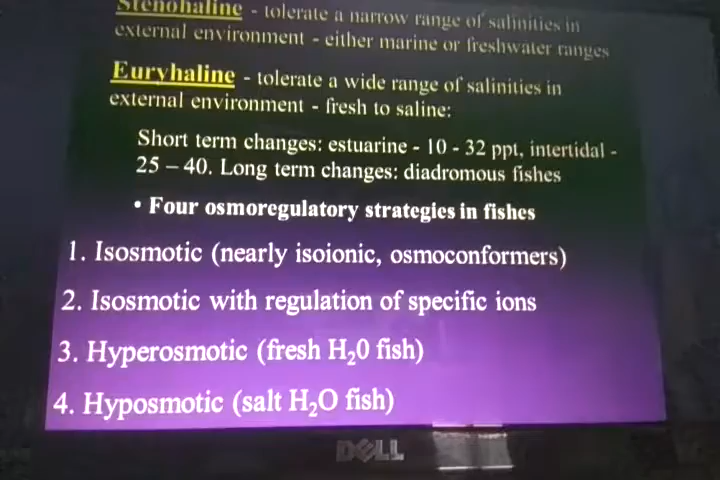 Stenohaline - tolerate a narrow range of salinities in
external environment - either marine or freshwater ranges
Euryhaline - tolerate a wide range of salinities in
external environment - fresh to saline:
Short term changes: estuarine - 10 - 32 ppt, intertidal -
25 – 40. Long term changes: diadromous fishes
• Four osmoregulatory strategies in fishes
1. Isosmotic (nearly isoionic, osmoconformers)
2. Isosmotic with regulation of specific ions
3. Hyperosmotic (fresh H₂0 fish)
4. Hyposmotic (salt H₂O fish)
DELL